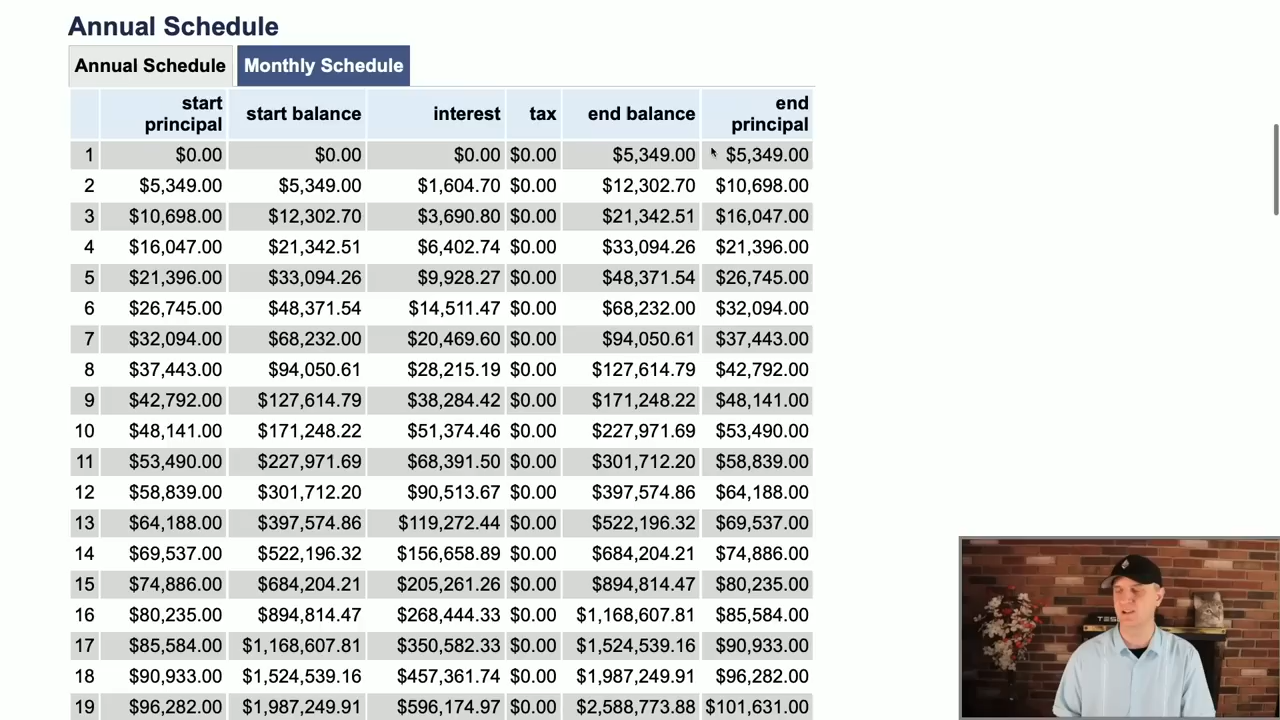 Annual Schedule
Annual Schedule Monthly Schedule
start principal start balance interest tax end balance end principal
1 $0.00 $0.00 $0.00 $0.00 $5,349.00 $5,349.00
2 $5,349.00 $5,349.00 $1,604.70 $0.00 $12,302.70 $10,698.00
3 $10,698.00 $12,302.70 $3,690.80 $0.00 $21,342.51 $16,047.00
4 $16,047.00 $21,342.51 $6,402.74 $0.00 $33,094.26 $21,396.00
5 $21,396.00 $33,094.26 $9,928.27 $0.00 $48,371.54 $26,745.00
6 $26,745.00 $48,371.54 $14,511.47 $0.00 $68,232.00 $32,094.00
7 $32,094.00 $68,232.00 $20,469.60 $0.00 $94,050.61 $37,443.00
8 $37,443.00 $94,050.61 $28,215.19 $0.00 $127,614.79 $42,792.00
9 $42,792.00 $127,614.79 $38,284.42 $0.00 $171,248.22 $48,141.00
10 $48,141.00 $171,248.22 $51,374.46 $0.00 $227,971.69 $53,490.00
11 $53,490.00 $227,971.69 $68,391.50 $0.00 $301,712.20 $58,839.00
12 $58,839.00 $301,712.20 $90,513.67 $0.00 $397,574.86 $64,188.00
13 $64,188.00 $397,574.86 $119,272.44 $0.00 $522,196.32 $69,537.00
14 $69,537.00 $522,196.32 $156,658.89 $0.00 $684,204.21 $74,886.00
15 $74,886.00 $684,204.21 $205,261.26 $0.00 $894,814.47 $80,235.00
16 $80,235.00 $894,814.47 $268,444.33 $0.00 $1,168,607.81 $85,584.00
17 $85,584.00 $1,168,607.81 $350,582.33 $0.00 $1,524,539.16 $90,933.00
18 $90,933.00 $1,524,539.16 $457,361.74 $0.00 $1,987,249.91 $96,282.00
19 $96,282.00 $1,987,249.91 $596,174.97 $0.00 $2,588,773.88 $101,631.00